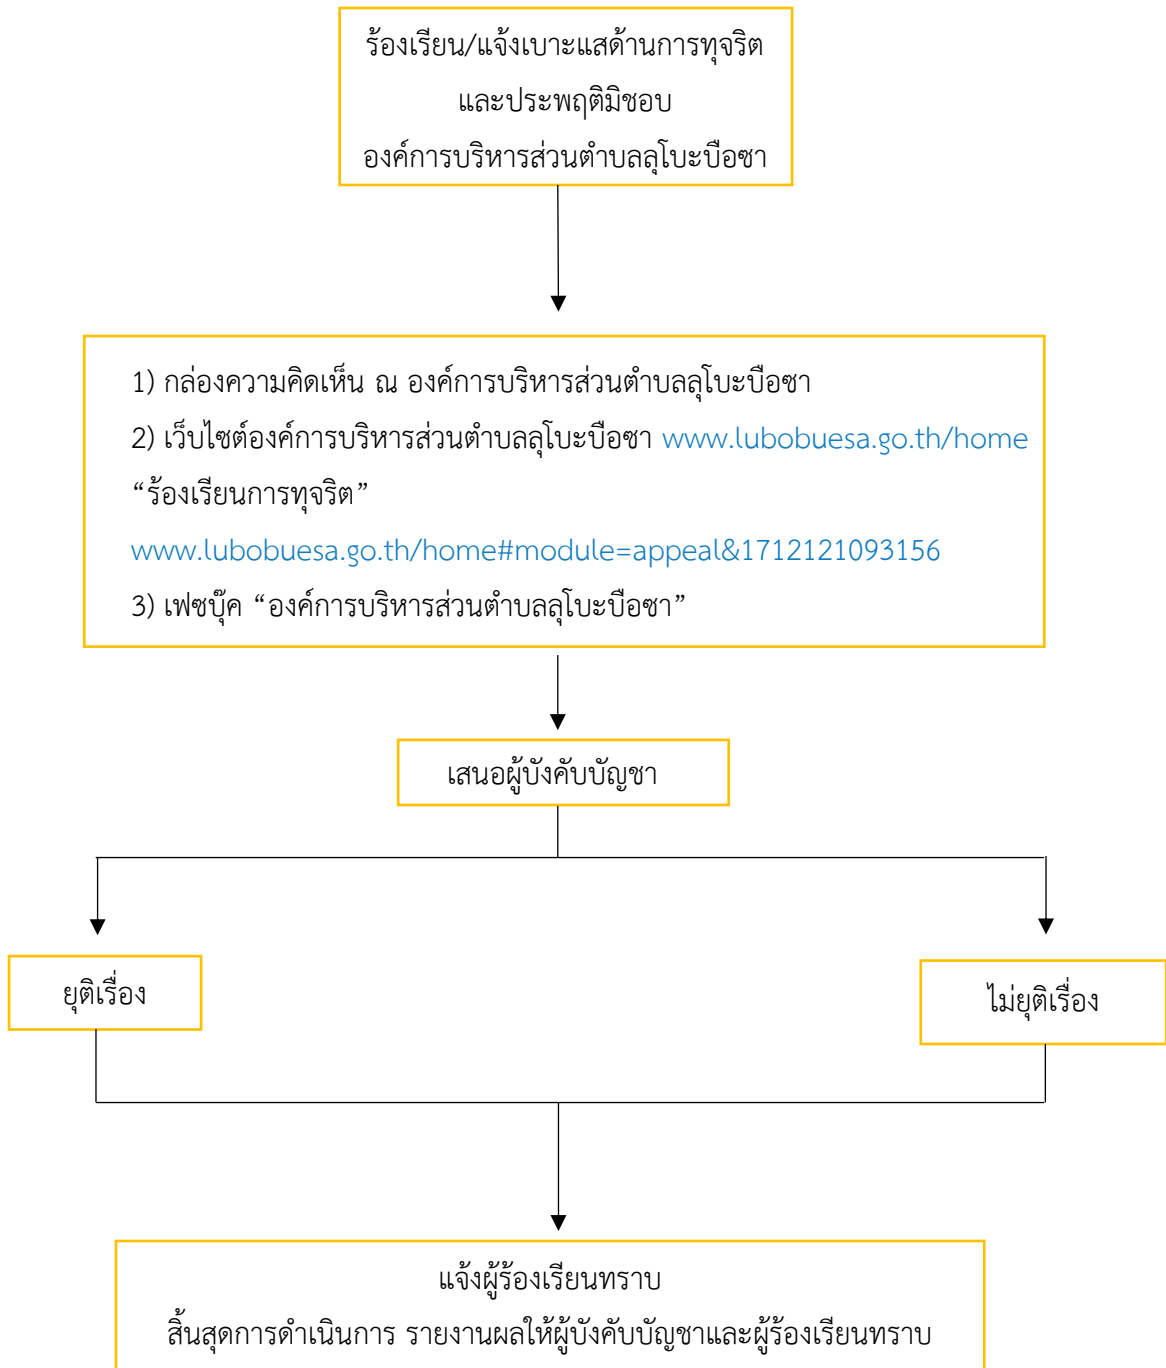 ร้องเรียน/แจ้งเบาะแสด้านการทุจริต
และประพฤติมิชอบ
องค์การบริหารส่วนตำบลลุโบะบือซา
1) กล่องความคิดเห็น ณ องค์การบริหารส่วนตำบลลุโบะบือซา
2) เว็บไซต์องค์การบริหารส่วนตำบลลุโบะบือซา www.lubobuesa.go.th/home
“ร้องเรียนการทุจริต”
www.lubobuesa.go.th/home#module=appeal&1712121093156
3) เฟซบุ๊ค “องค์การบริหารส่วนตำบลลุโบะบือซา”
เสนอผู้บังคับบัญชา
ยุติเรื่อง
ไม่ยุติเรื่อง
แจ้งผู้ร้องเรียนทราบ
สิ้นสุดการดำเนินการ รายงานผลให้ผู้บังคับบัญชาและผู้ร้องเรียนทราบ